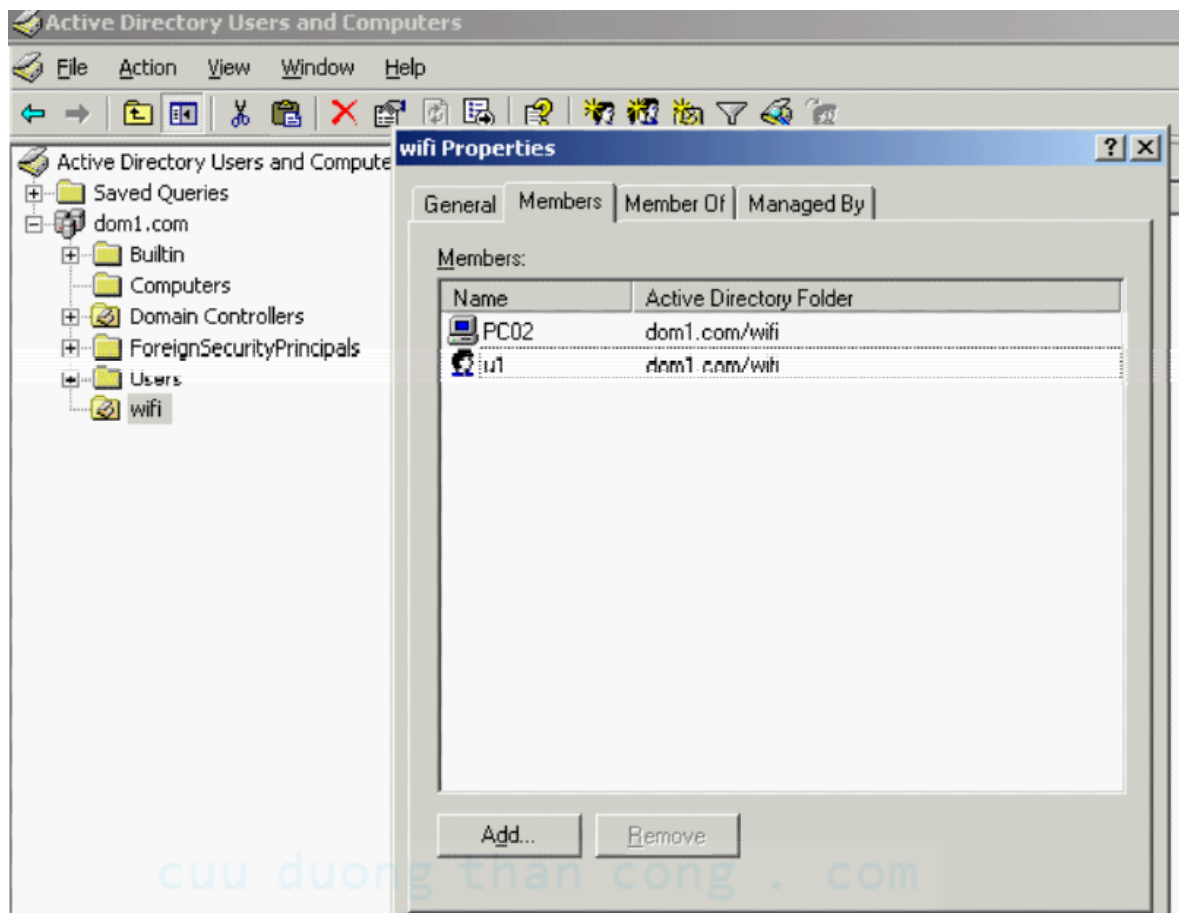 Active Directory Users and Computers
File Action View Window Help
Active Directory Users and Compute
Saved Queries
dom1.com
Builtin
Computers
Domain Controllers
ForeignSecurityPrincipals
Users
wifi
wifi Properties
General Members Member Of Managed By
Members:
Name Active Directory Folder
PC02 dom1.com/wifi
u1 dom1.com/wifi
Add... Remove
cuu duong than cong . com